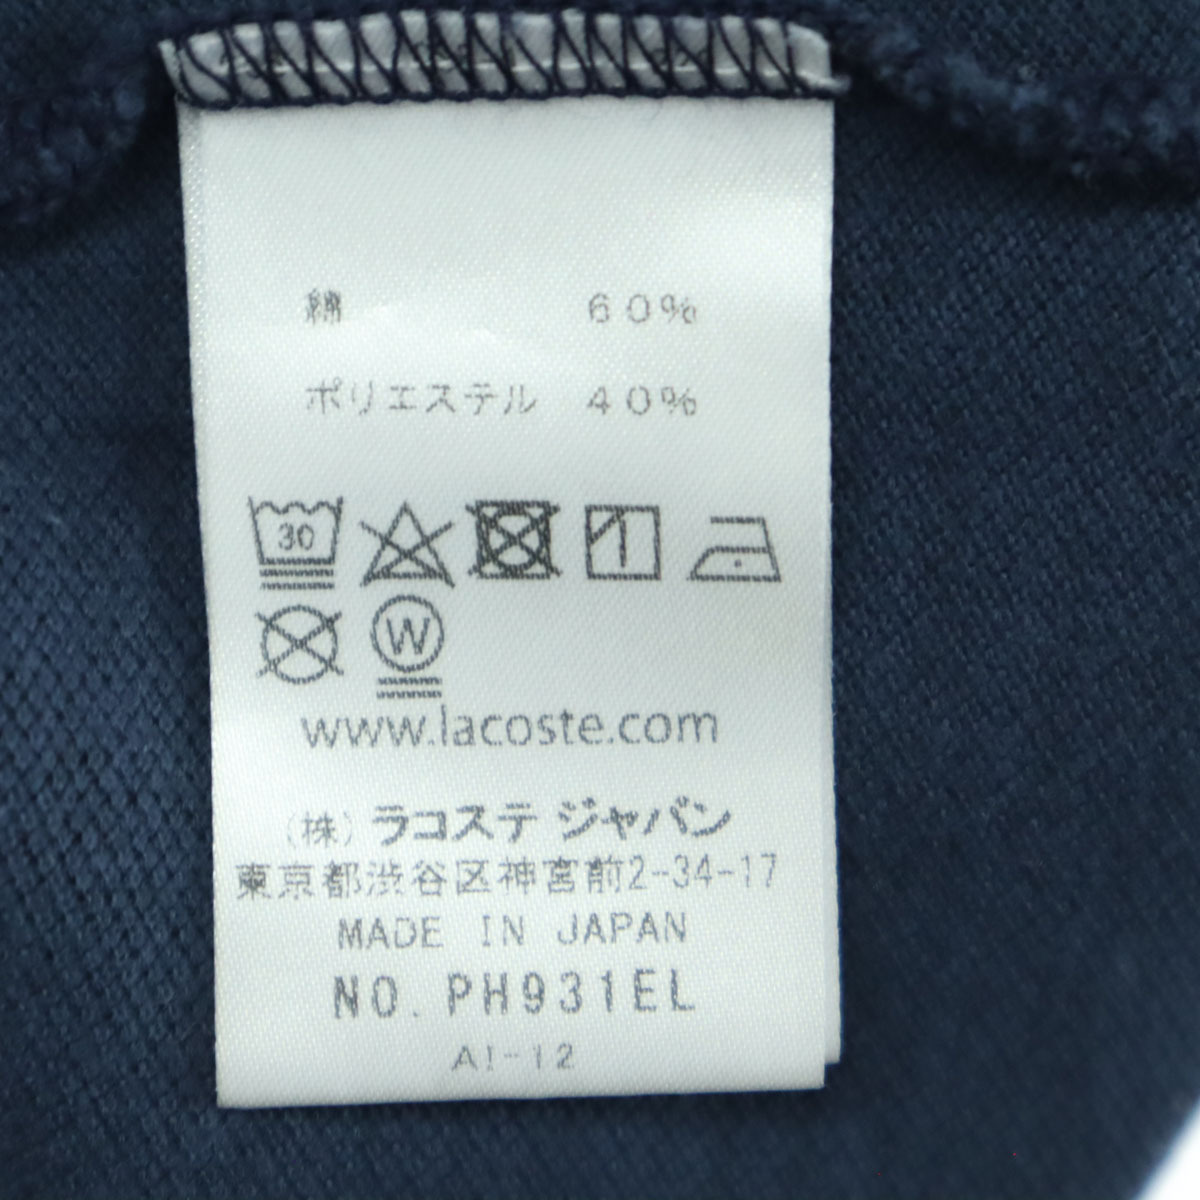 綿 60%
ポリエステル 40%
30
W
www.lacoste.com
(株) ラコステ ジャパン
東京都渋谷区神宮前2-34-17
MADE IN JAPAN
NO. PH931EL
A!-12